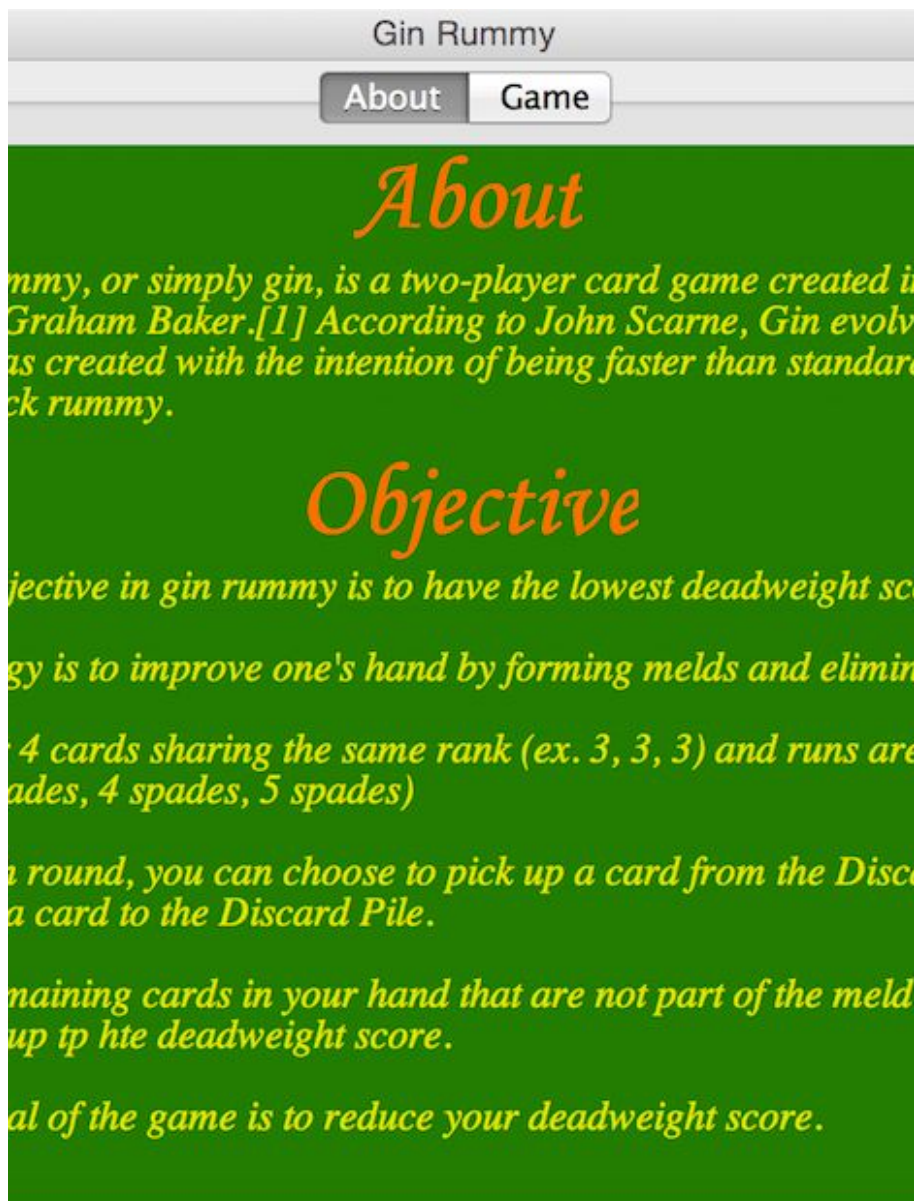 Gin Rummy
About Game
About
mmy, or simply gin, is a two-player card game created i
Graham Baker.[1] According to John Scarne, Gin evolv
as created with the intention of being faster than standar
ck rummy.
Objective
jective in gin rummy is to have the lowest deadweight sc
gy is to improve one's hand by forming melds and elimin
4 cards sharing the same rank (ex. 3, 3, 3) and runs are
ades, 4 spades, 5 spades)
n round, you can choose to pick up a card from the Disc
a card to the Discard Pile.
maining cards in your hand that are not part of the meld
up tp hte deadweight score.
al of the game is to reduce your deadweight score.